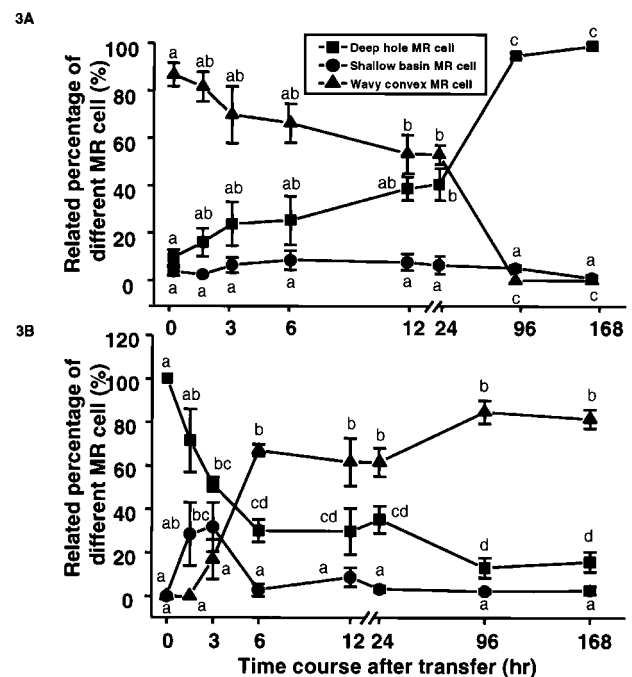 3A
Related percentage of
different MR cell (%)
100
80
60
40
20
0
Deep hole MR cell
Shallow basin MR cell
Wavy convex MR cell
a
ab
ab
ab
b
b
c
c
a
ab
ab
ab
ab
b
a
a
a
a
a
a
a
a
c
c
0
3
6
12
24
96
168
3B
Related percentage of
different MR cell (%)
120
100
80
60
40
20
0
a
ab
bc
b
b
b
b
b
ab
bc
cd
cd
cd
d
d
a
a
a
a
a
a
a
a
a
0
3
6
12
24
96
168
Time course after transfer (hr)